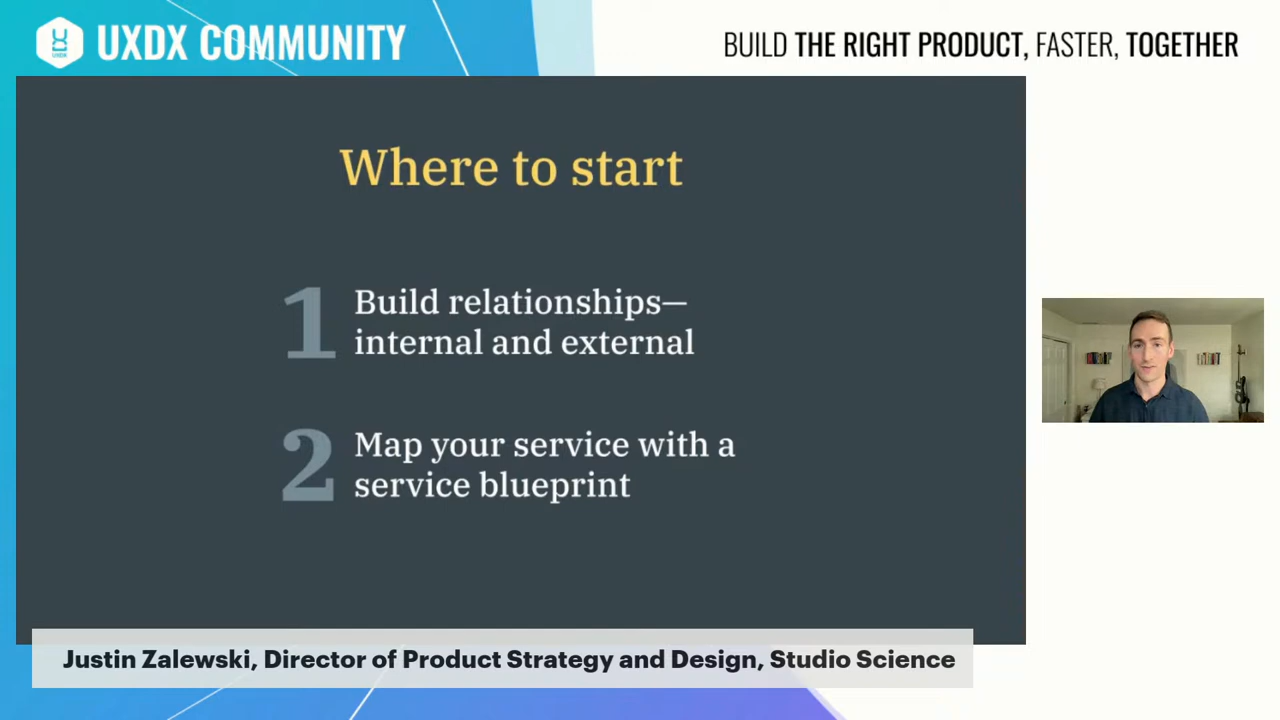 UXDX
UXDX COMMUNITY
BUILD THE RIGHT PRODUCT, FASTER, TOGETHER
Where to start
1 Build relationships—
internal and external
2 Map your service with a
service blueprint
Justin Zalewski, Director of Product Strategy and Design, Studio Science